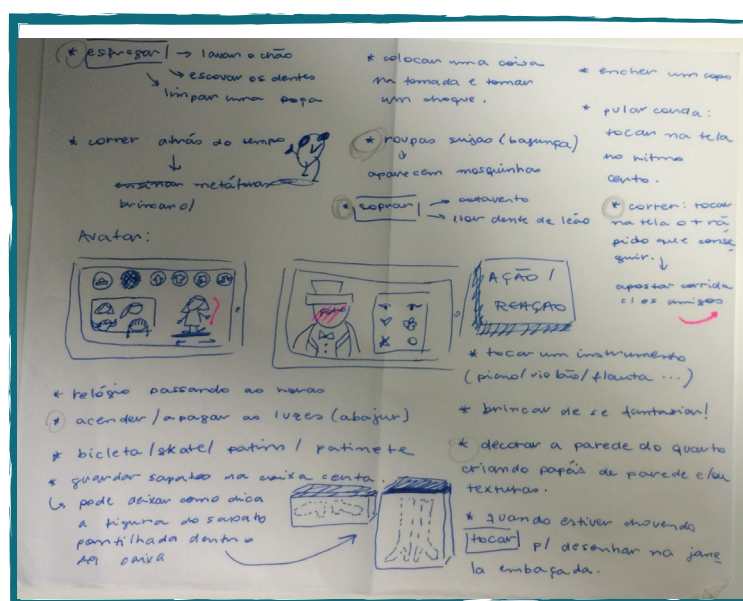 * esfregar → lavar o chão
→ escovar os dentes
→ limpar uma poça
* correr atrás do tempo
↓
ensinar metáforas
brincando/
* colocar uma coisa
na tomada e tomar
um choque.
* roupas sujas (bagunça)
↓
aparecem mosquinhas
* soprar → catavento
→ flor dente de leão
* encher um copo
* pular corda:
tocar na tela
no ritmo
certo.
* correr: tocar
na tela o + rá
pido que conse
guir. ↓
apostar corrida
c/ os amigos
Avatar:
AÇÃO /
REAÇÃO
* relógio passando as horas
* acender/apagar as luzes (abajur)
* bicleta/skate/ patim / patinete
* guardar sapatos na caixa certa.
↳ pode deixar como dica
a figura do sapato
pontilhada dentro
da caixa
* tocar um instrumento
(piano/violão/flauta ...)
* brincar de se fantasiar!
* decorar a parede do quarto
criando papéis de parede e/ou
texturas.
* quando estiver chovendo
tocar p/ desenhar na jane
la embaçada.